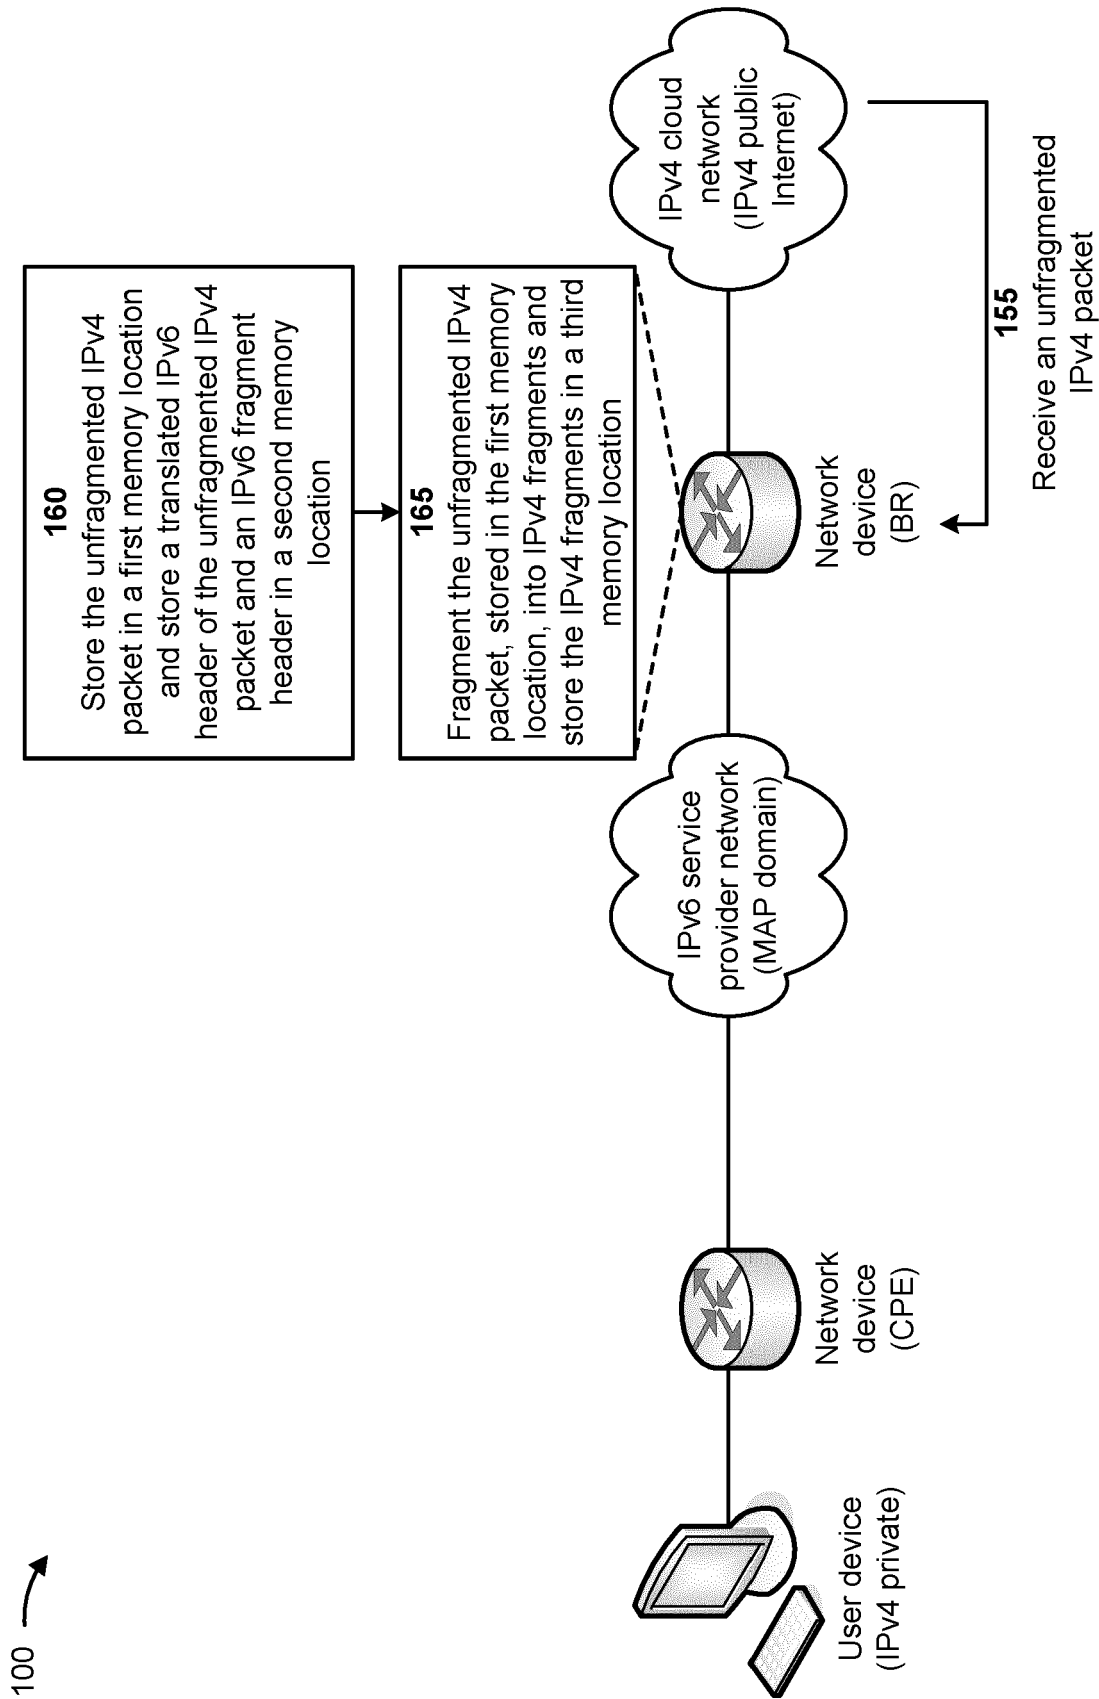 100
160
Store the unfragmented IPv4
packet in a first memory location
and store a translated IPv6
header of the unfragmented IPv4
packet and an IPv6 fragment
header in a second memory
location
165
Fragment the unfragmented IPv4
packet, stored in the first memory
location, into IPv4 fragments and
store the IPv4 fragments in a third
memory location
User device
(IPv4 private)
Network
device
(CPE)
IPv6 service
provider network
(MAP domain)
Network
device
(BR)
IPv4 cloud
network
(IPv4 public
Internet)
155
Receive an unfragmented
IPv4 packet